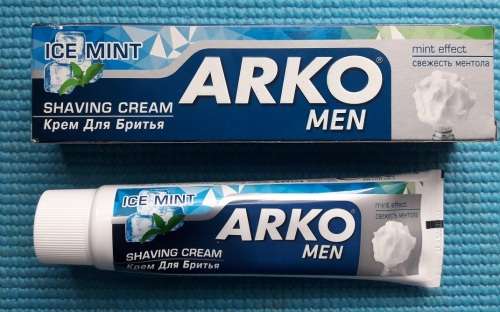 ICE MINT
SHAVING CREAM
Крем Для Бритья
ARKO®
MEN
mint effect
свежесть ментола
ICE MINT
SHAVING CREAM
Крем Для Бритья
ARKO®
MEN
mint effect
свежесть ментола